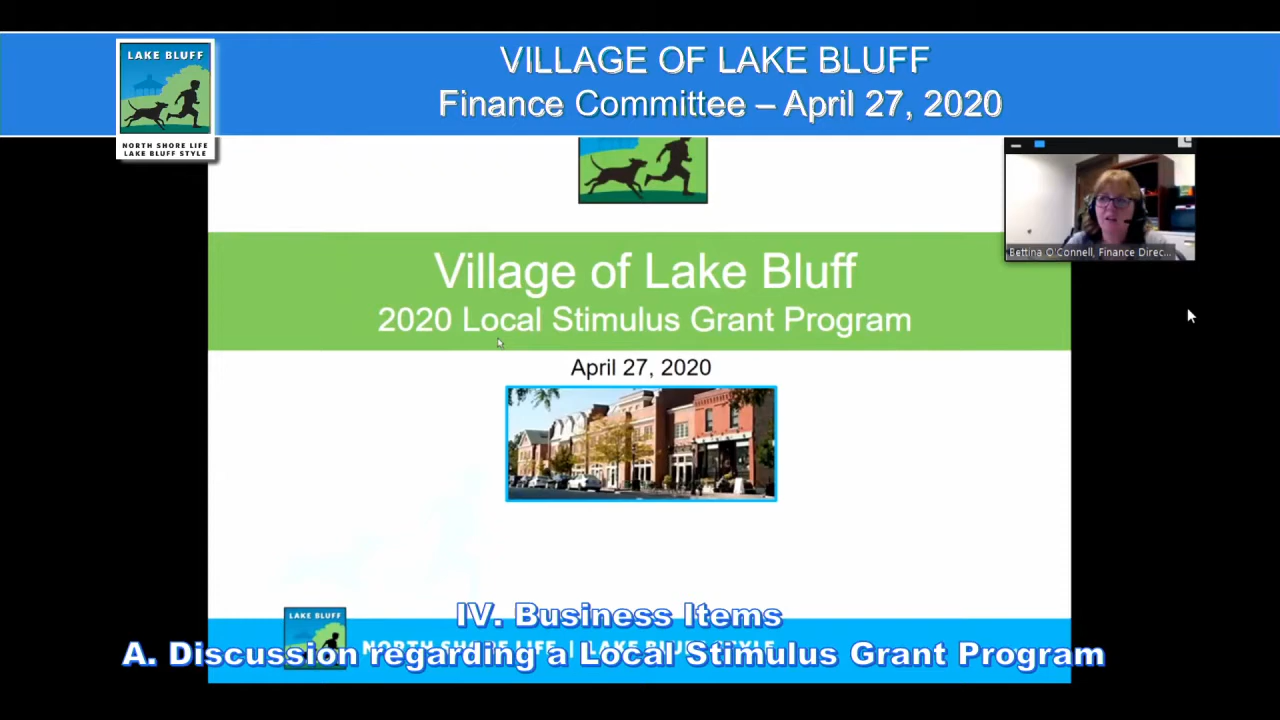 LAKE BLUFF
NORTH SHORE LIFE
LAKE BLUFF STYLE
VILLAGE OF LAKE BLUFF
Finance Committee – April 27, 2020
Bettina O'Connell, Finance Direc...
Village of Lake Bluff
2020 Local Stimulus Grant Program
April 27, 2020
LAKE BLUFF
IV. Business Items
NORTH SHORE LIFE | LAKE BLUFF STYLE
A. Discussion regarding a Local Stimulus Grant Program